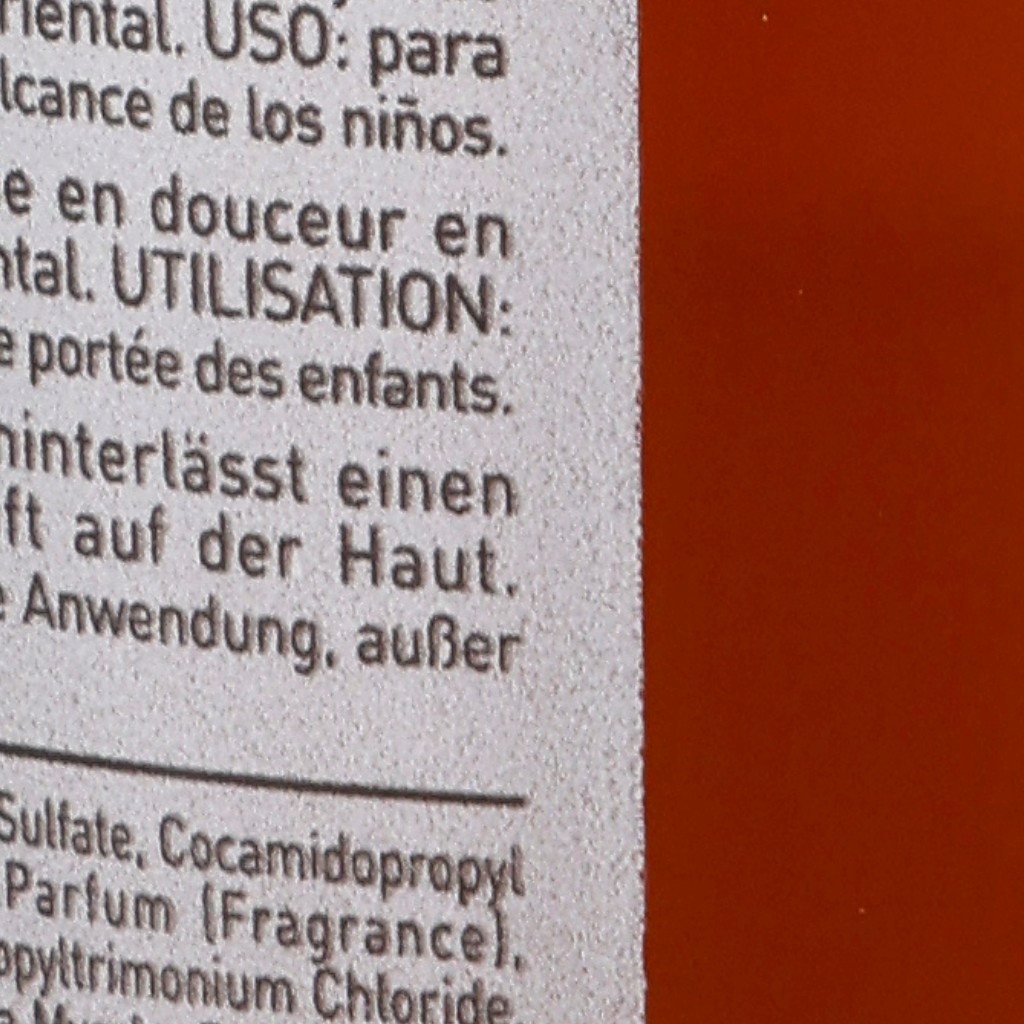 riental. USO: para
lcance de los niños.
e en douceur en
ntal. UTILISATION:
e portée des enfants.
hinterlässt einen
ft auf der Haut.
e Anwendung, außer
Sulfate, Cocamidopropyl
Parfum (Fragrance),
opyltrimonium Chloride,